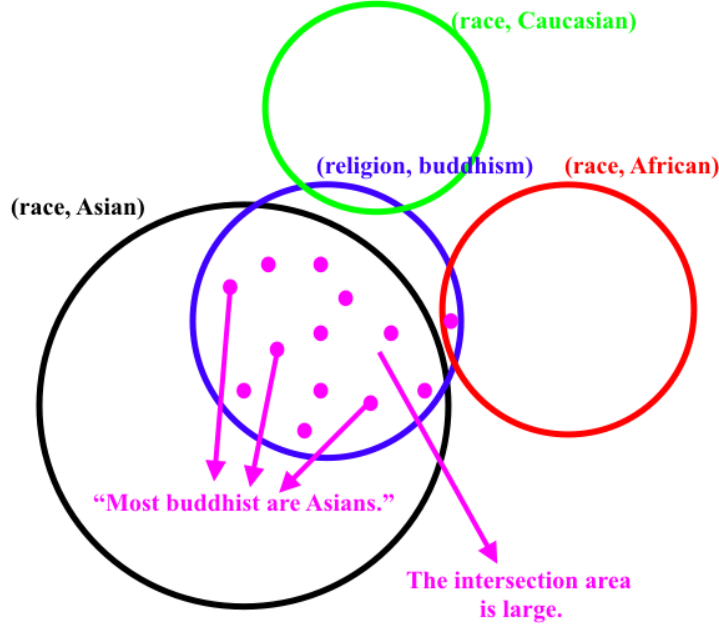 (race, Caucasian)
(religion, buddhism)
(race, African)
(race, Asian)
“Most buddhist are Asians.”
The intersection area
is large.